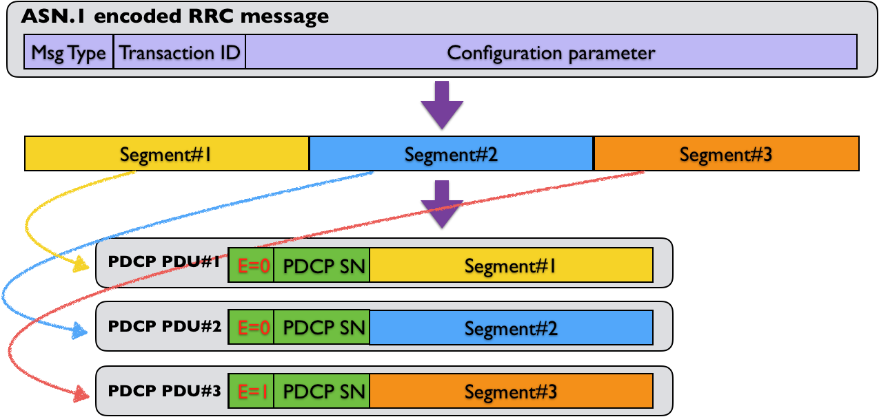 ASN.1 encoded RRC message
Msg Type Transaction ID Configuration parameter
Segment#1 Segment#2 Segment#3
PDCP PDU#1 E=0 PDCP SN Segment#1
PDCP PDU#2 E=0 PDCP SN Segment#2
PDCP PDU#3 E=1 PDCP SN Segment#3